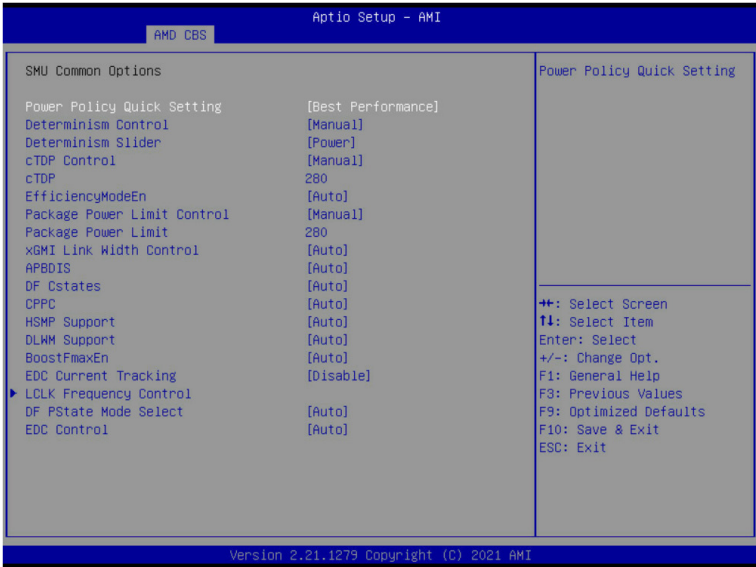 Aptio Setup – AMI
AMD CBS
SMU Common Options
Power Policy Quick Setting [Best Performance]
Determinism Control [Manual]
Determinism Slider [Power]
cTDP Control [Manual]
cTDP 280
EfficiencyModeEn [Auto]
Package Power Limit Control [Manual]
Package Power Limit 280
xGMI Link Width Control [Auto]
APBDIS [Auto]
DF Cstates [Auto]
CPPC [Auto]
HSMP Support [Auto]
DLWM Support [Auto]
BoostFmaxEn [Auto]
EDC Current Tracking [Disable]
LCLK Frequency Control
DF PState Mode Select [Auto]
EDC Control [Auto]
Power Policy Quick Setting
→←: Select Screen
↑↓: Select Item
Enter: Select
+/-: Change Opt.
F1: General Help
F3: Previous Values
F9: Optimized Defaults
F10: Save & Exit
ESC: Exit
Version 2.21.1279 Copyright (C) 2021 AMI